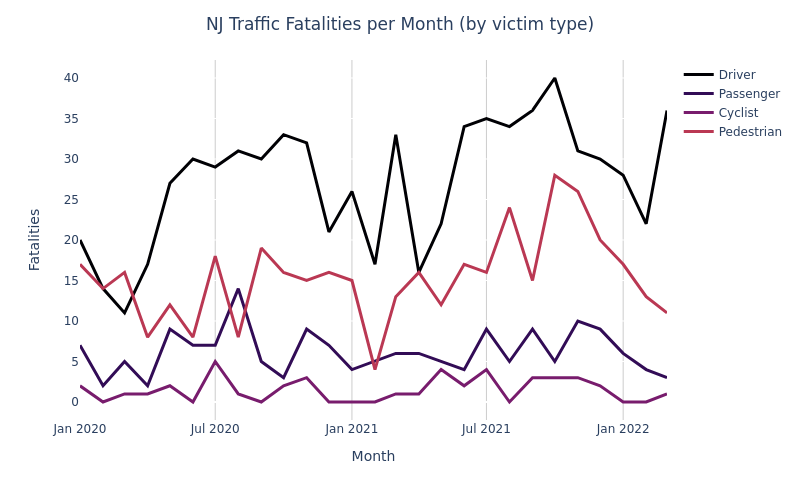 NJ Traffic Fatalities per Month (by victim type)
Driver
Passenger
Cyclist
Pedestrian
Fatalities
40
35
30
25
20
15
10
5
0
Jan 2020
Jul 2020
Jan 2021
Jul 2021
Jan 2022
Month